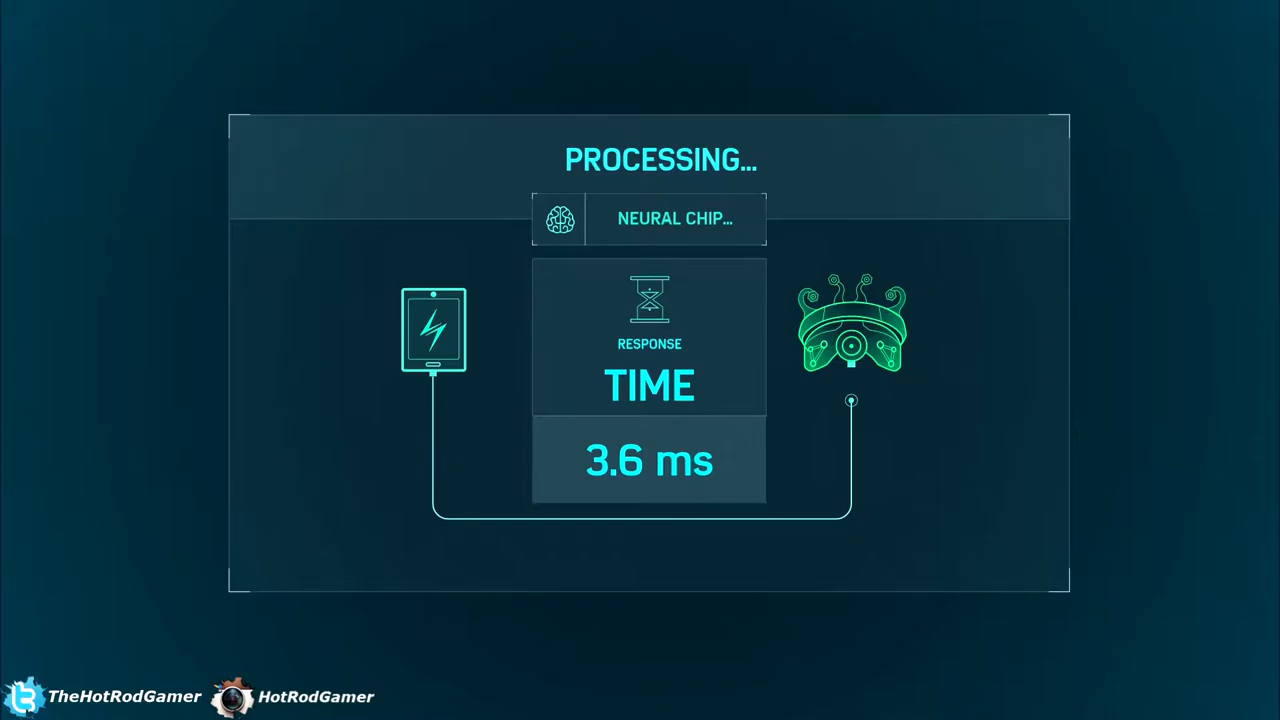 PROCESSING...
NEURAL CHIP...
RESPONSE
TIME
3.6 ms
TheHotRodGamer HotRodGamer